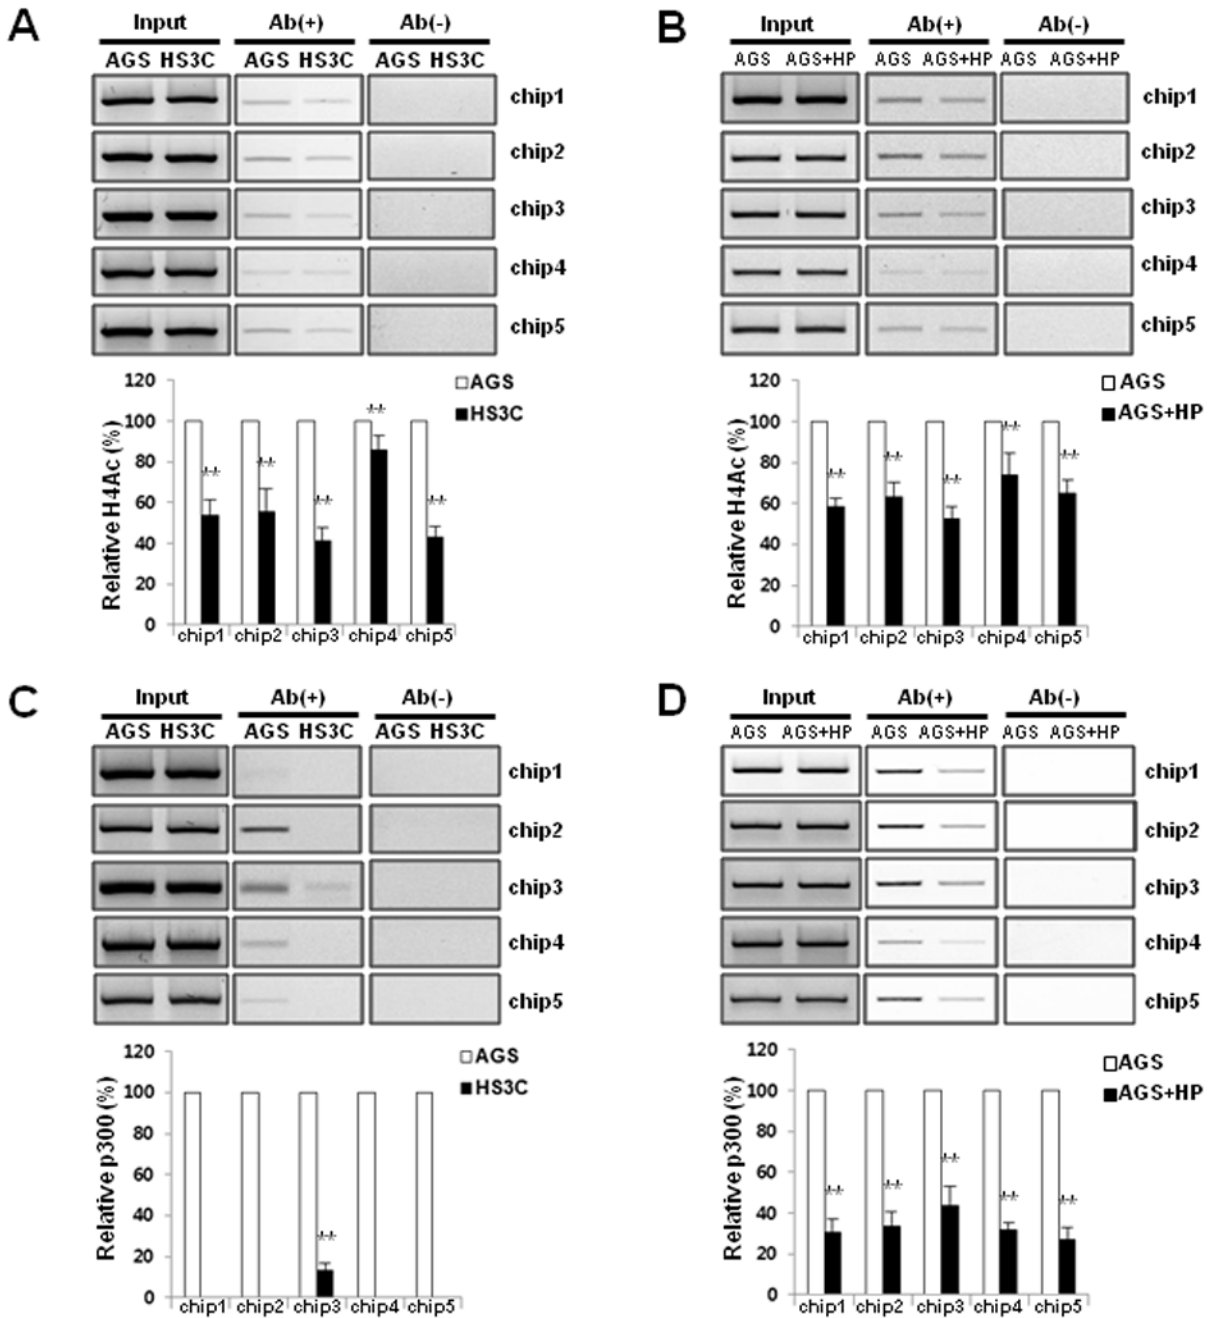 A
Input Ab(+) Ab(-)
AGS HS3C AGS HS3C AGS HS3C
chip1
chip2
chip3
chip4
chip5
Relative H4Ac (%)
120
100
80
60
40
20
0
**
**
**
**
**
AGS
HS3C
chip1 chip2 chip3 chip4 chip5
B
Input Ab(+) Ab(-)
AGS AGS+HP AGS AGS+HP AGS AGS+HP
chip1
chip2
chip3
chip4
chip5
Relative H4Ac (%)
120
100
80
60
40
20
0
**
**
**
**
**
AGS
AGS+HP
chip1 chip2 chip3 chip4 chip5
C
Input Ab(+) Ab(-)
AGS HS3C AGS HS3C AGS HS3C
chip1
chip2
chip3
chip4
chip5
Relative p300 (%)
120
100
80
60
40
20
0
**
AGS
HS3C
chip1 chip2 chip3 chip4 chip5
D
Input Ab(+) Ab(-)
AGS AGS+HP AGS AGS+HP AGS AGS+HP
chip1
chip2
chip3
chip4
chip5
Relative p300 (%)
120
100
80
60
40
20
0
**
**
**
**
**
AGS
AGS+HP
chip1 chip2 chip3 chip4 chip5